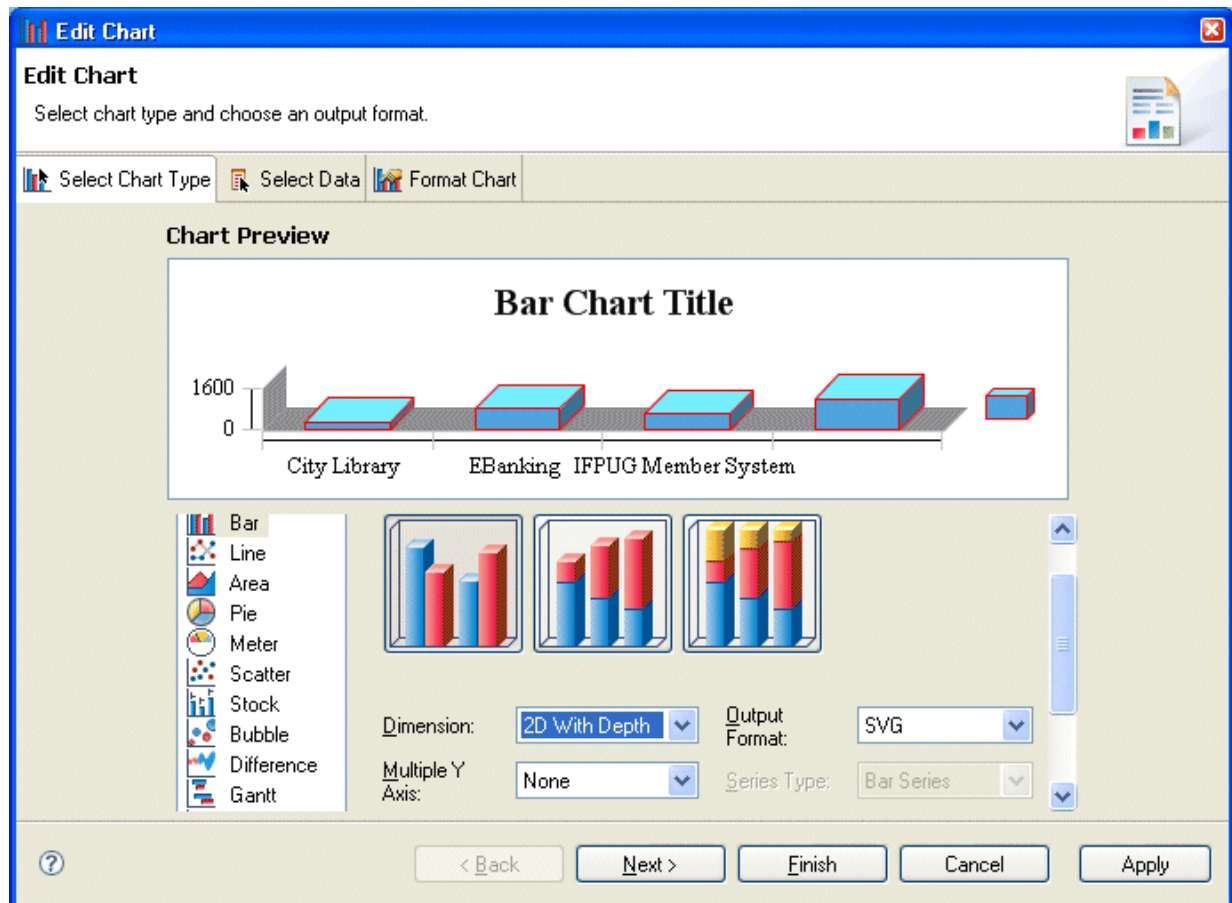 Edit Chart
Edit Chart
Select chart type and choose an output format.
Select Chart Type
Select Data
Format Chart
Chart Preview
Bar Chart Title
1600
0
City Library
EBanking
IFPUG Member System
Bar
Line
Area
Pie
Meter
Scatter
Stock
Bubble
Difference
Gantt
Dimension:
2D With Depth
Output Format:
SVG
Multiple Y Axis:
None
Series Type:
Bar Series
?
< Back
Next >
Finish
Cancel
Apply